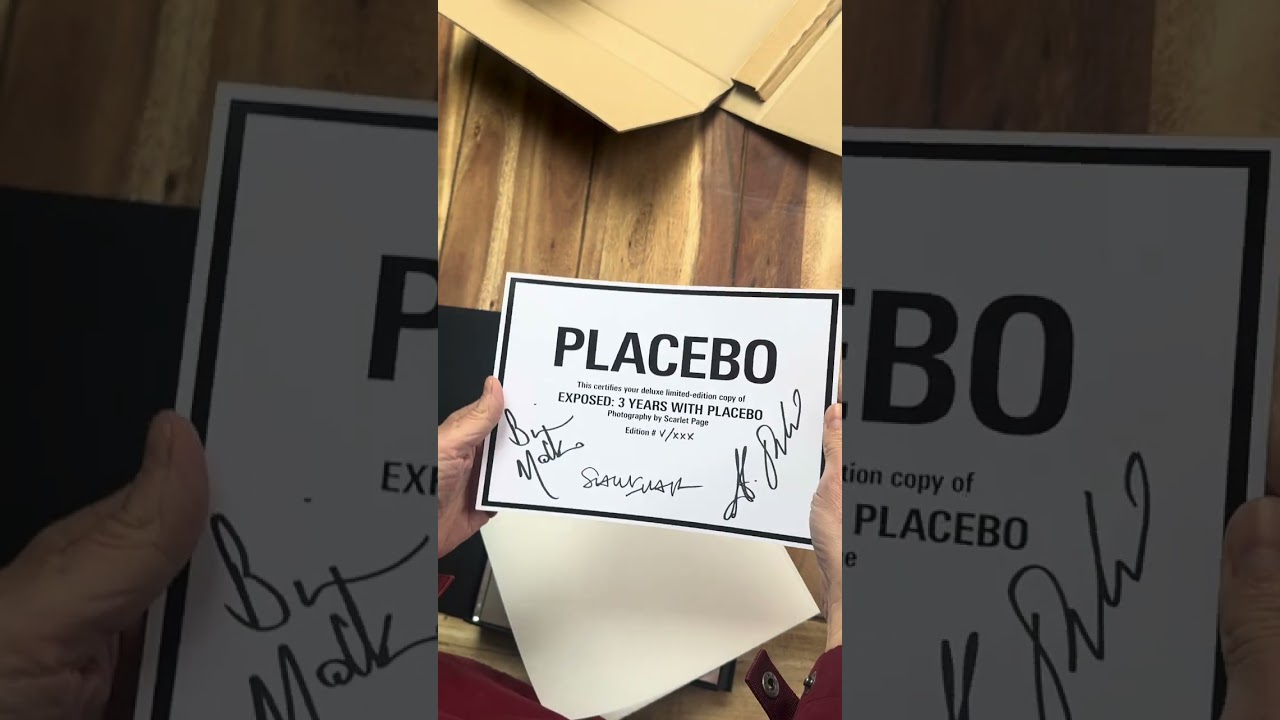 PLACEBO
This certifies your deluxe limited-edition copy of
EXPOSED: 3 YEARS WITH PLACEBO
Photography by Scarlet Page
Edition # V/XXX